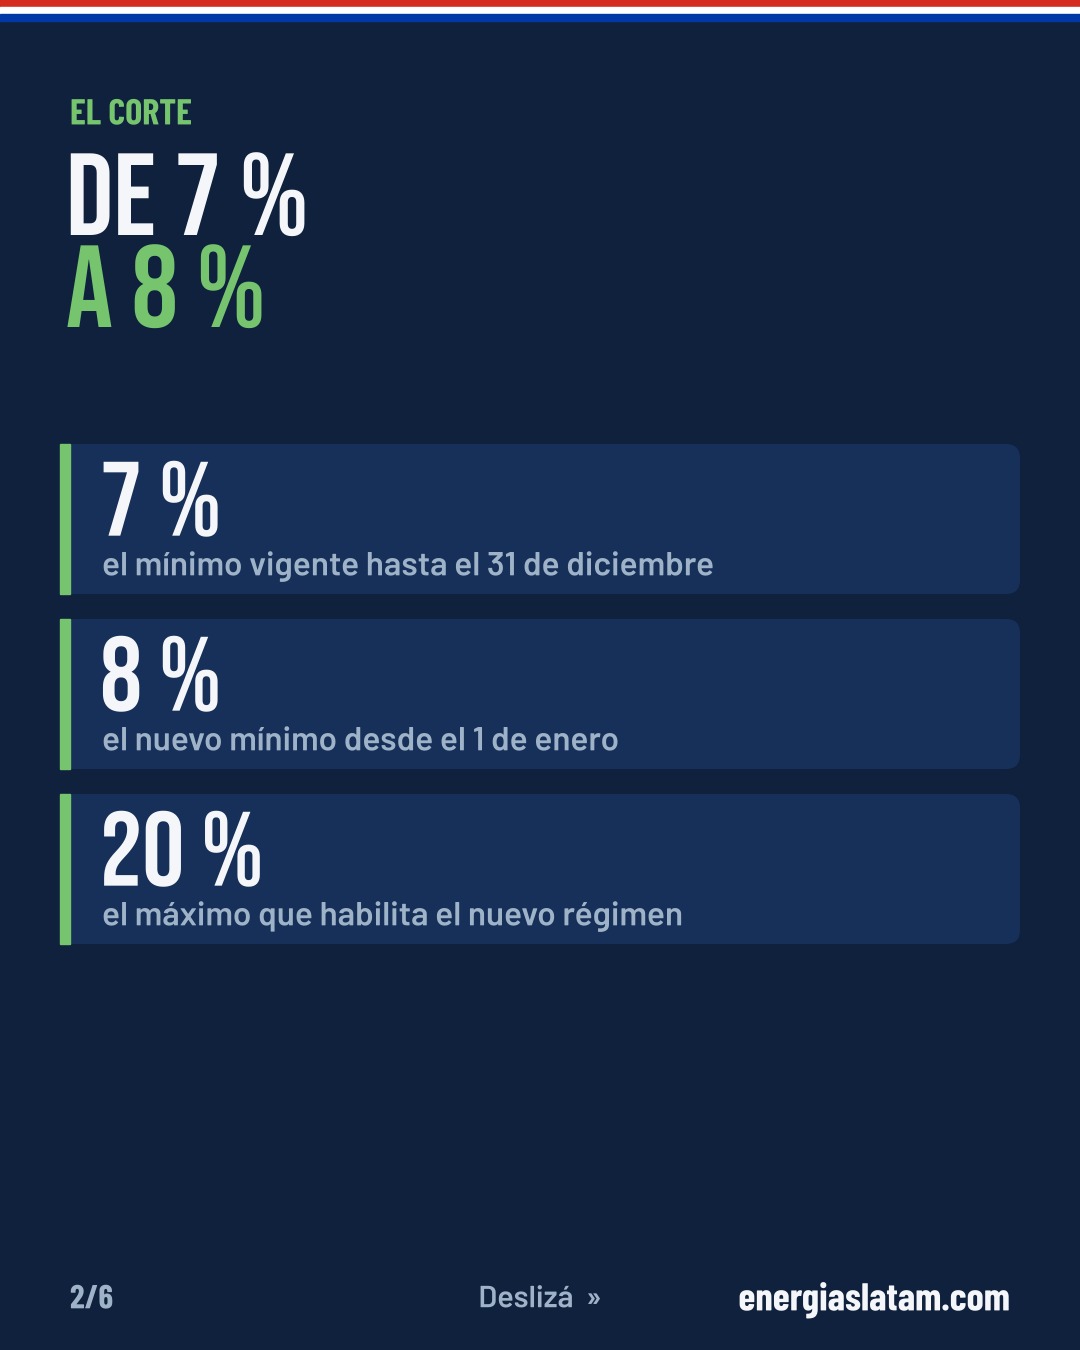 EL CORTE
DE 7 %
A 8 %
7 %
el mínimo vigente hasta el 31 de diciembre
8 %
el nuevo mínimo desde el 1 de enero
20 %
el máximo que habilita el nuevo régimen
2/6
Deslizá »
energiaslatam.com